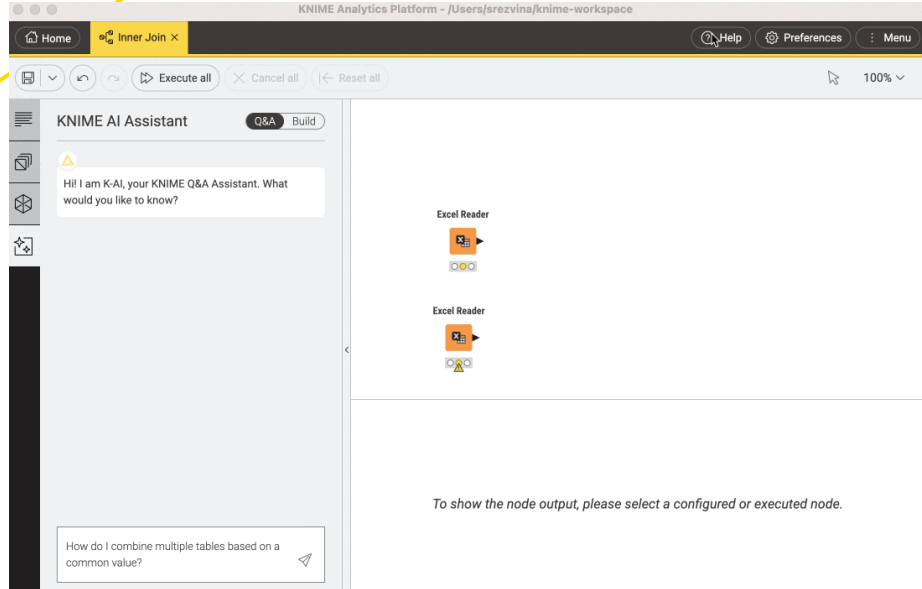 KNIME Analytics Platform - /Users/srezvina/knime-workspace
Home
Inner Join
Help
Preferences
Menu
Execute all
Cancel all
Reset all
100%
KNIME AI Assistant
Q&A
Build
Hi! I am K-AI, your KNIME Q&A Assistant. What
would you like to know?
Excel Reader
Excel Reader
To show the node output, please select a configured or executed node.
How do I combine multiple tables based on a
common value?